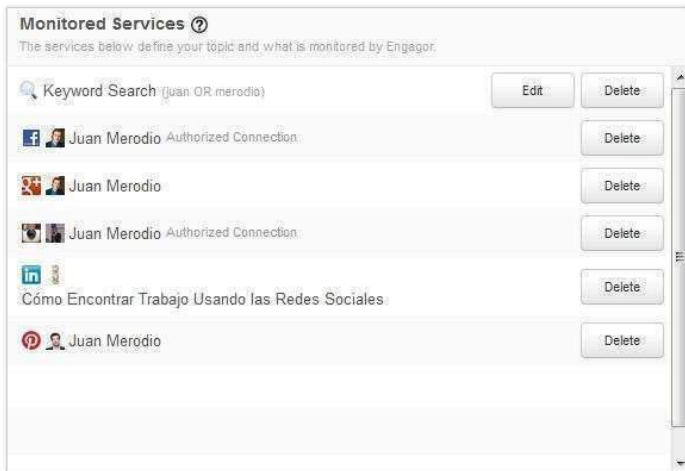 Monitored Services ?
The services below define your topic and what is monitored by Engagor.
Keyword Search (juan OR merodio) Edit Delete
f Juan Merodio Authorized Connection Delete
g+ Juan Merodio Delete
Juan Merodio Authorized Connection Delete
in
Cómo Encontrar Trabajo Usando las Redes Sociales Delete
Juan Merodio Delete